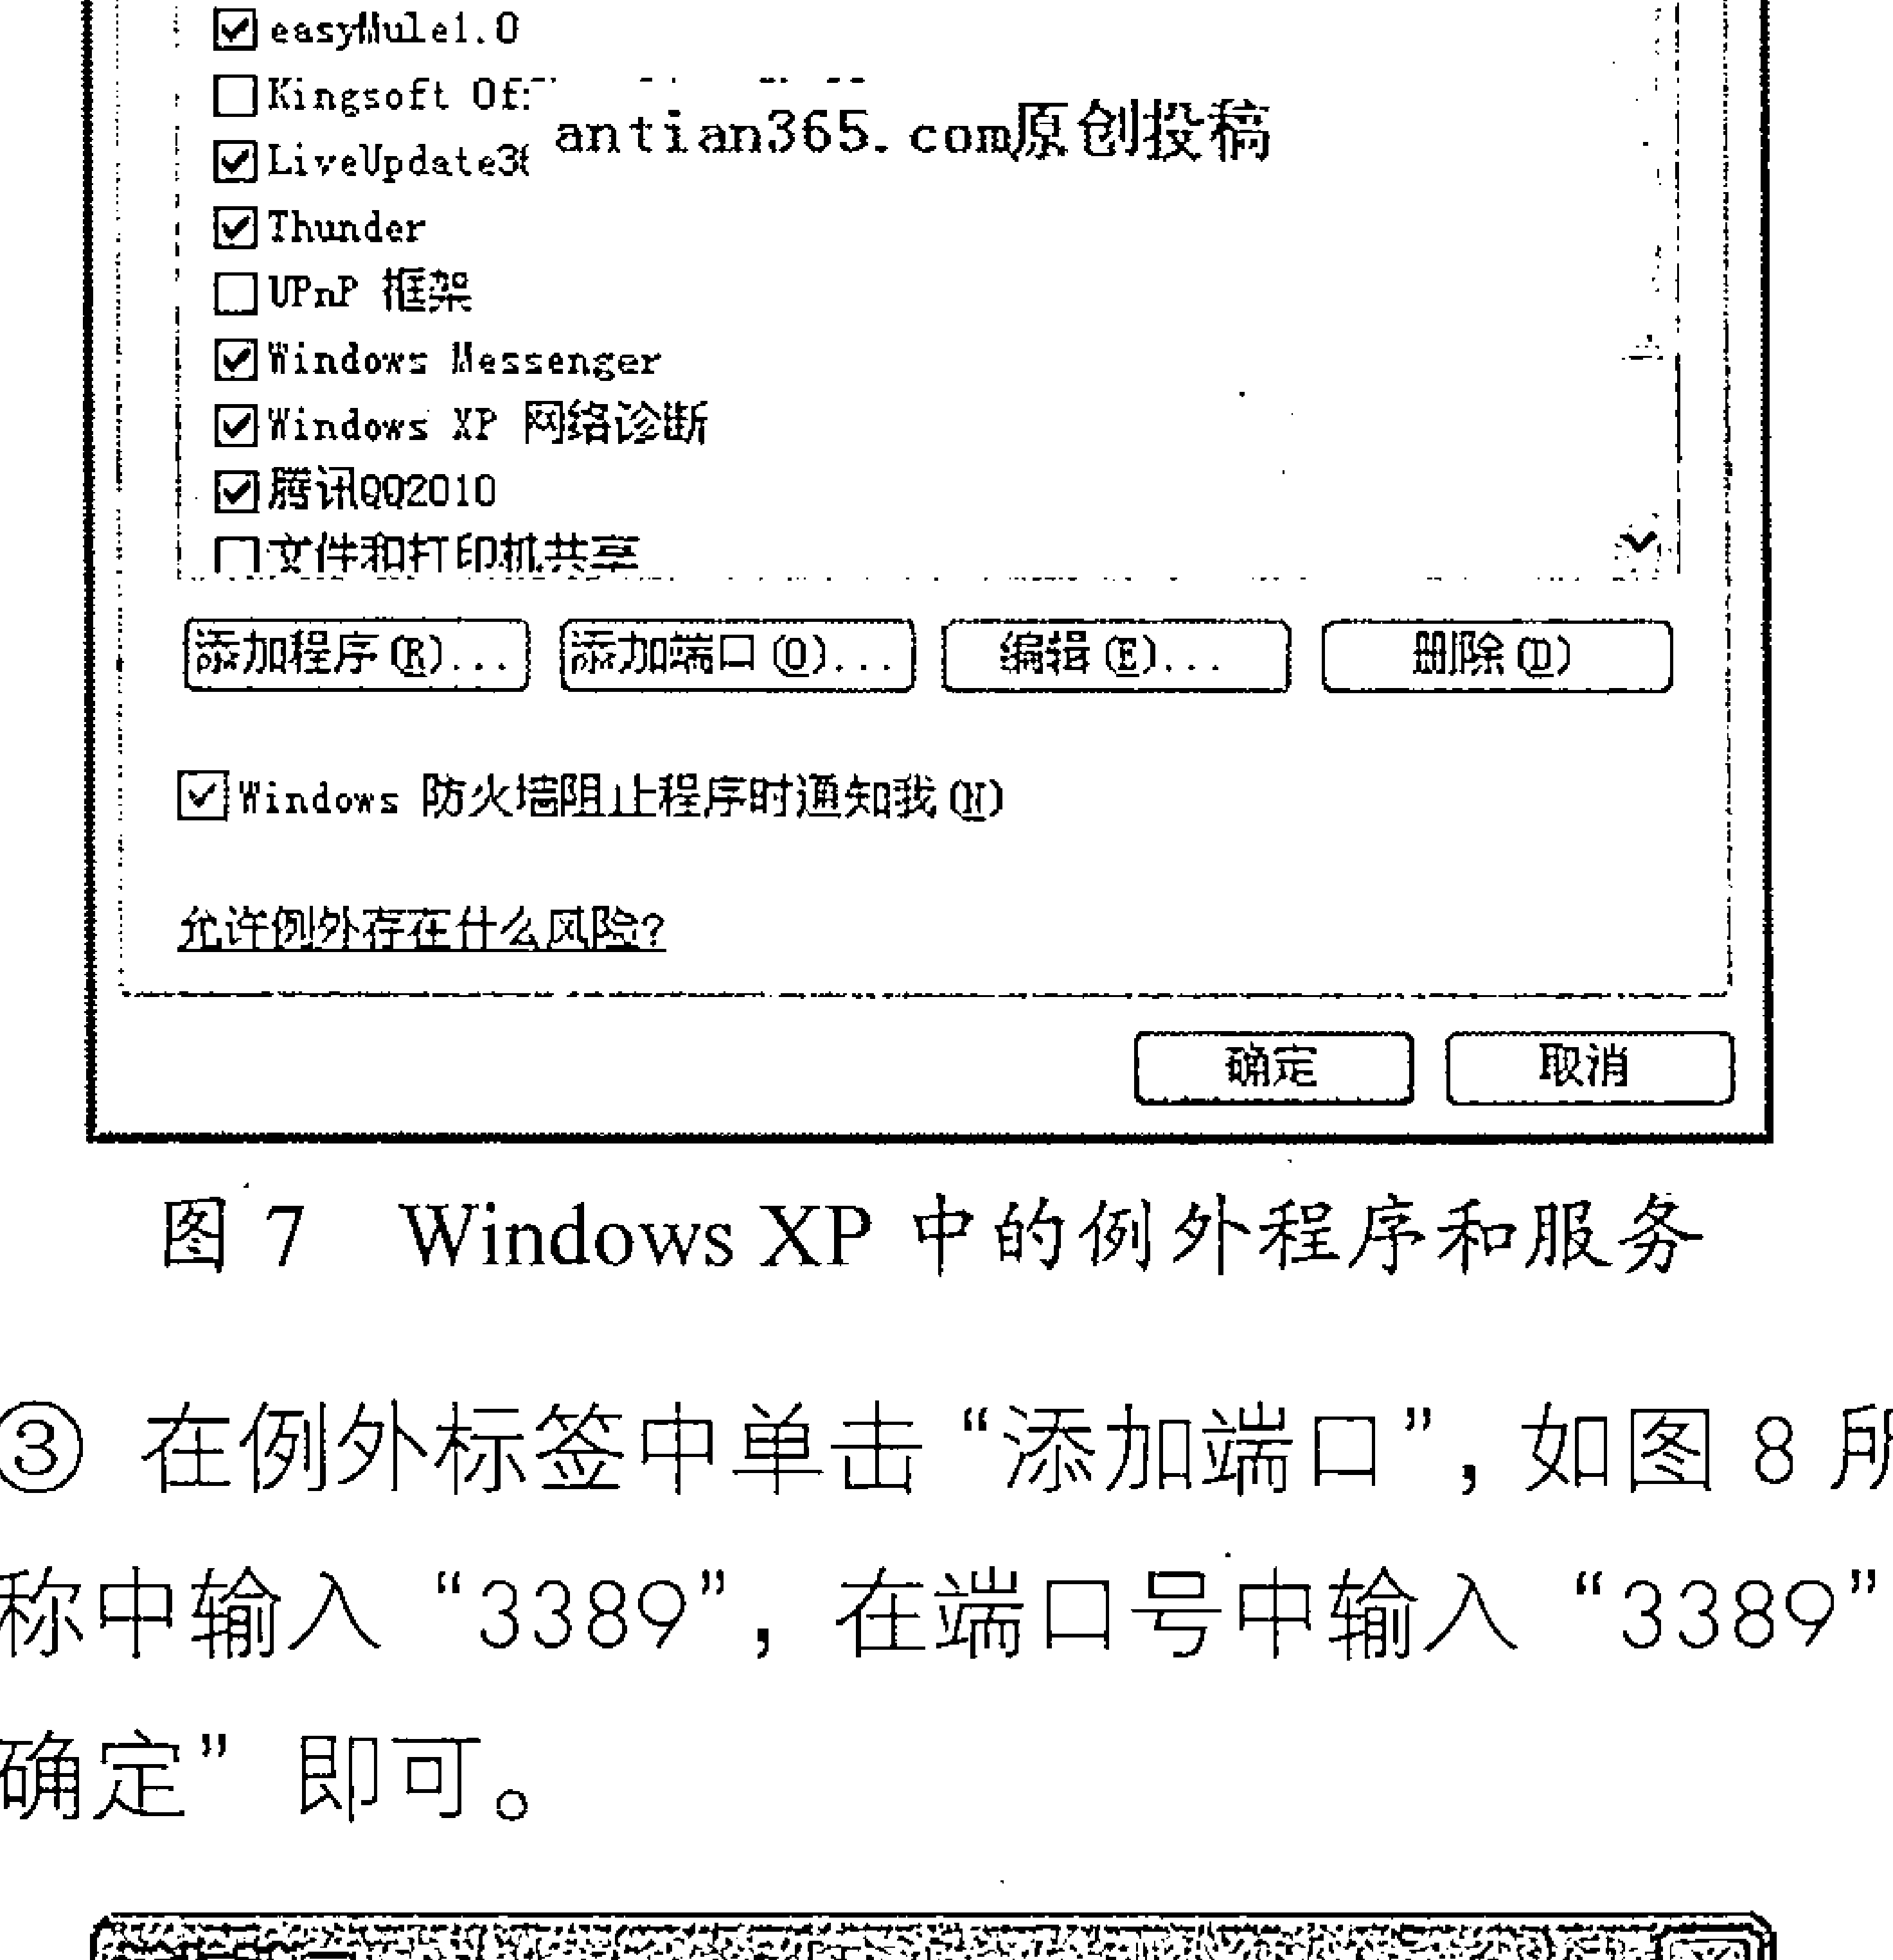 easyMule1.0
Kingsoft Of
antian365.com原创投稿
LiveUpdate3
Thunder
UPnP 框架
Windows Messenger
Windows XP 网络诊断
腾讯QQ2010
文件和打印机共享
添加程序(R)... 添加端口(O)... 编辑(E)... 删除(D)
Windows 防火墙阻止程序时通知我(N)
允许例外存在什么风险?
确定 取消
图 7 Windows XP 中的例外程序和服务
③ 在例外标签中单击“添加端口”，如图 8 所
称中输入“3389”，在端口号中输入“3389”
确定”即可。